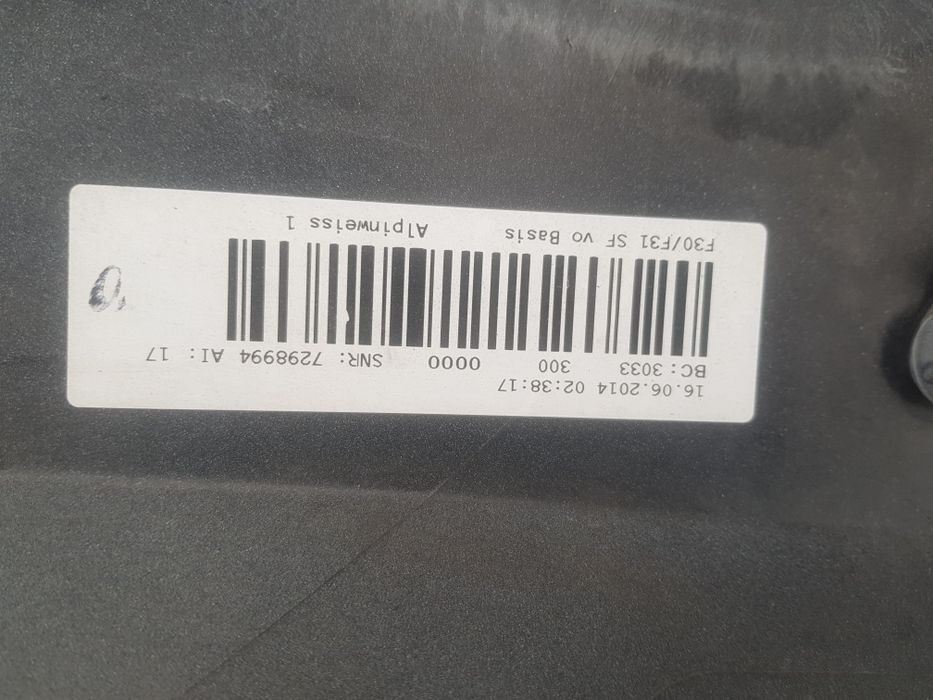 16.06.2014 02:38:17
BC: 3033 300 0000 SNR: 7298994 AI: 17
F30/F31 SF vo Basis Alpinweiss 1